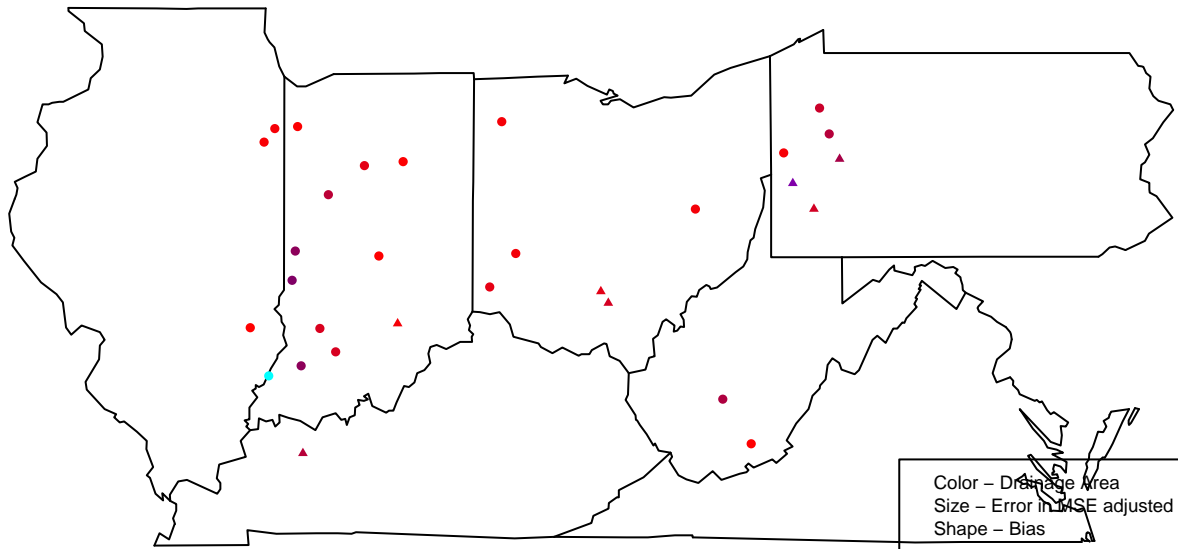 Color – Drainage Area
Size – Error in MSE adjusted
Shape – Bias